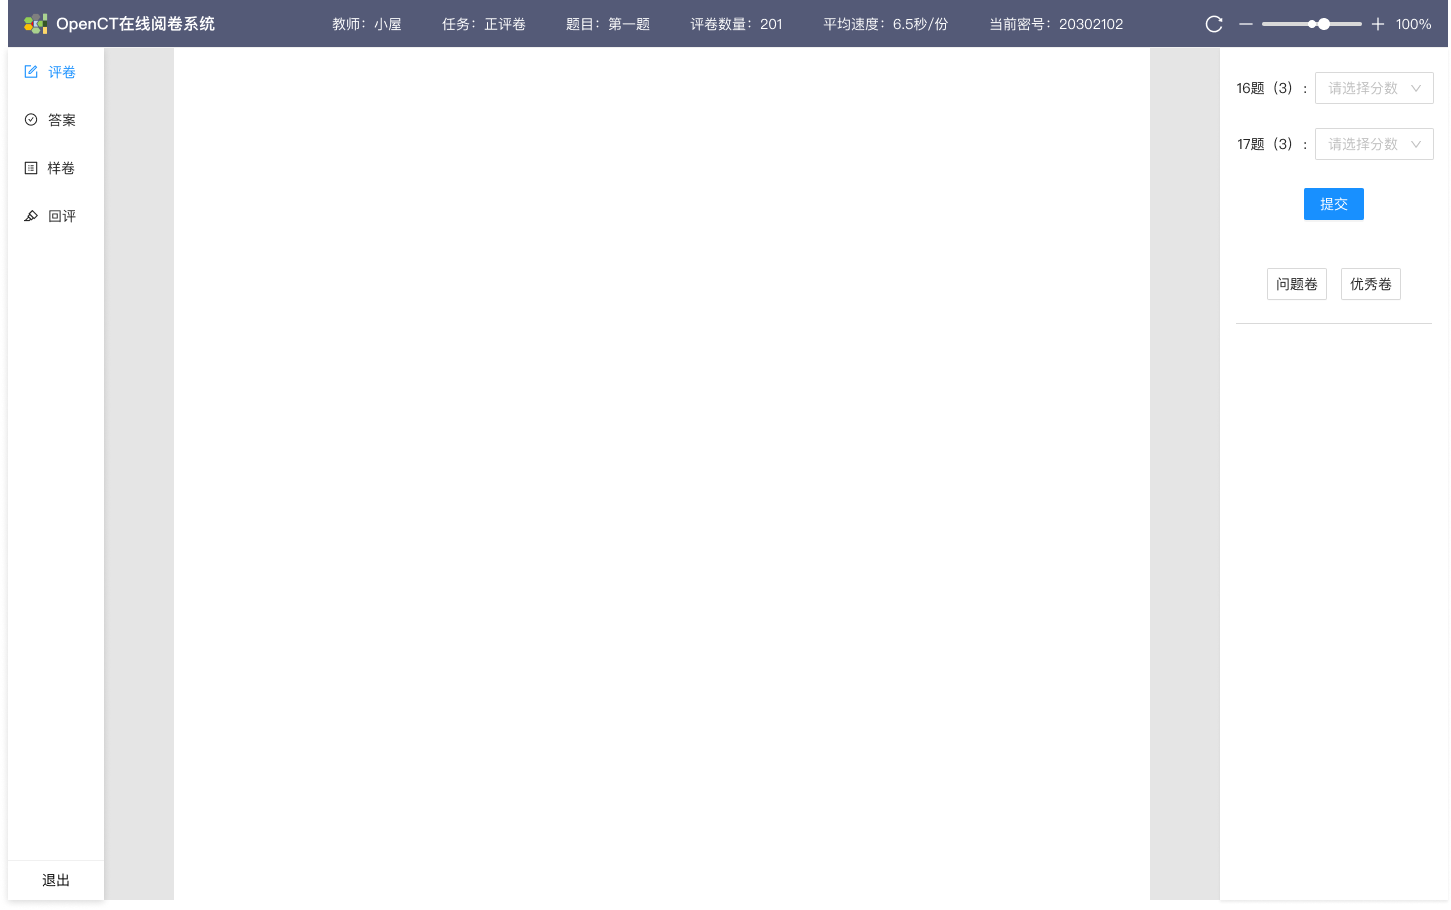 OpenCT在线阅卷系统 教师：小屋 任务：正评卷 题目：第一题 评卷数量：201 平均速度：6.5秒/份 当前密号：20302102 100%
评卷
答案
样卷
回评
退出
16题（3）： 请选择分数
17题（3）： 请选择分数
提交
问题卷 优秀卷